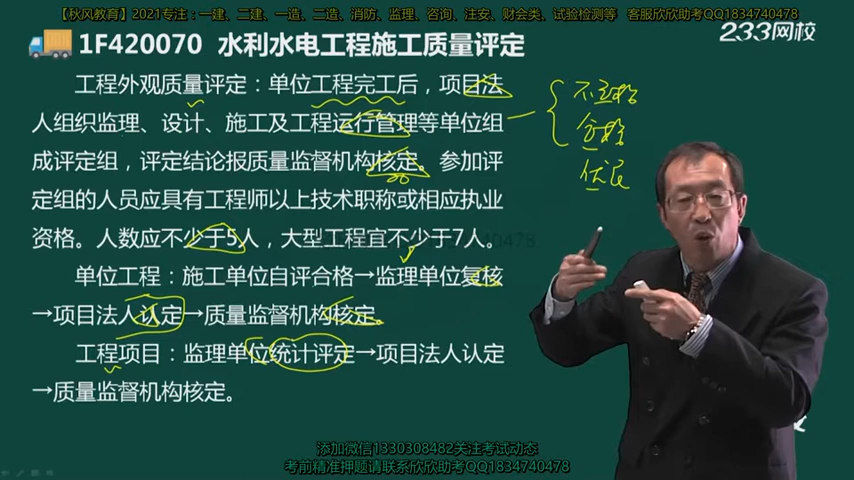 【秋风教育】2021专注：一建、二建、一造、二造、消防、监理、咨询、注安、财会类、试验检测等 客服欣欣助考QQ1834740478
233网校
1F420070 水利水电工程施工质量评定
工程外观质量评定：单位工程完工后，项目法
人组织监理、设计、施工及工程运行管理等单位组
成评定组，评定结论报质量监督机构核定。参加评
定组的人员应具有工程师以上技术职称或相应执业
资格。人数应不少于5人，大型工程宜不少于7人。
单位工程：施工单位自评合格→监理单位复核
→项目法人认定→质量监督机构核定。
工程项目：监理单位统计评定→项目法人认定
→质量监督机构核定。
不合格
合格
优良
添加微信1330308482关注考试动态
考前精准押题请联系欣欣助考QQ1834740478